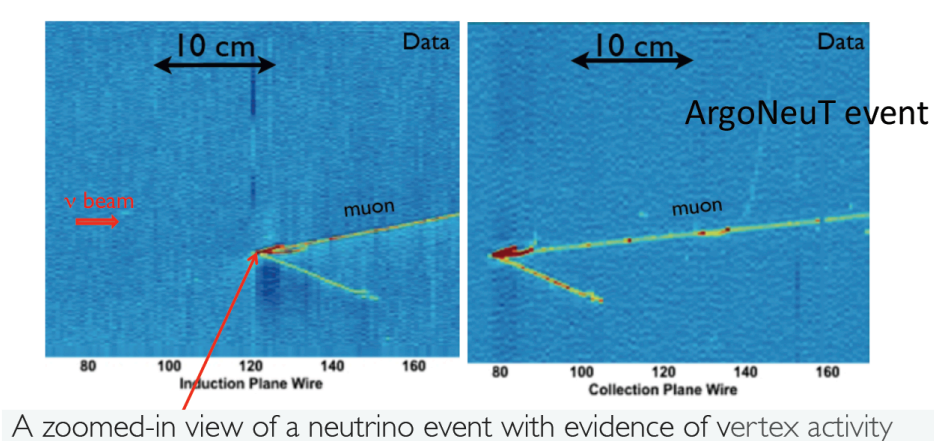 10 cm
Data
ν beam
muon
80 100 120 140 160
Induction Plane Wire
10 cm
Data
ArgoNeuT event
muon
80 100 120 140 160
Collection Plane Wire
A zoomed-in view of a neutrino event with evidence of vertex activity